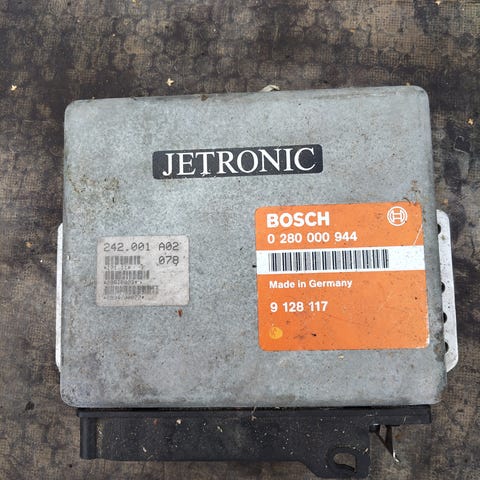 JETRONIC
242.001 A02
078
BOSCH
0 280 000 944
Made in Germany
9 128 117